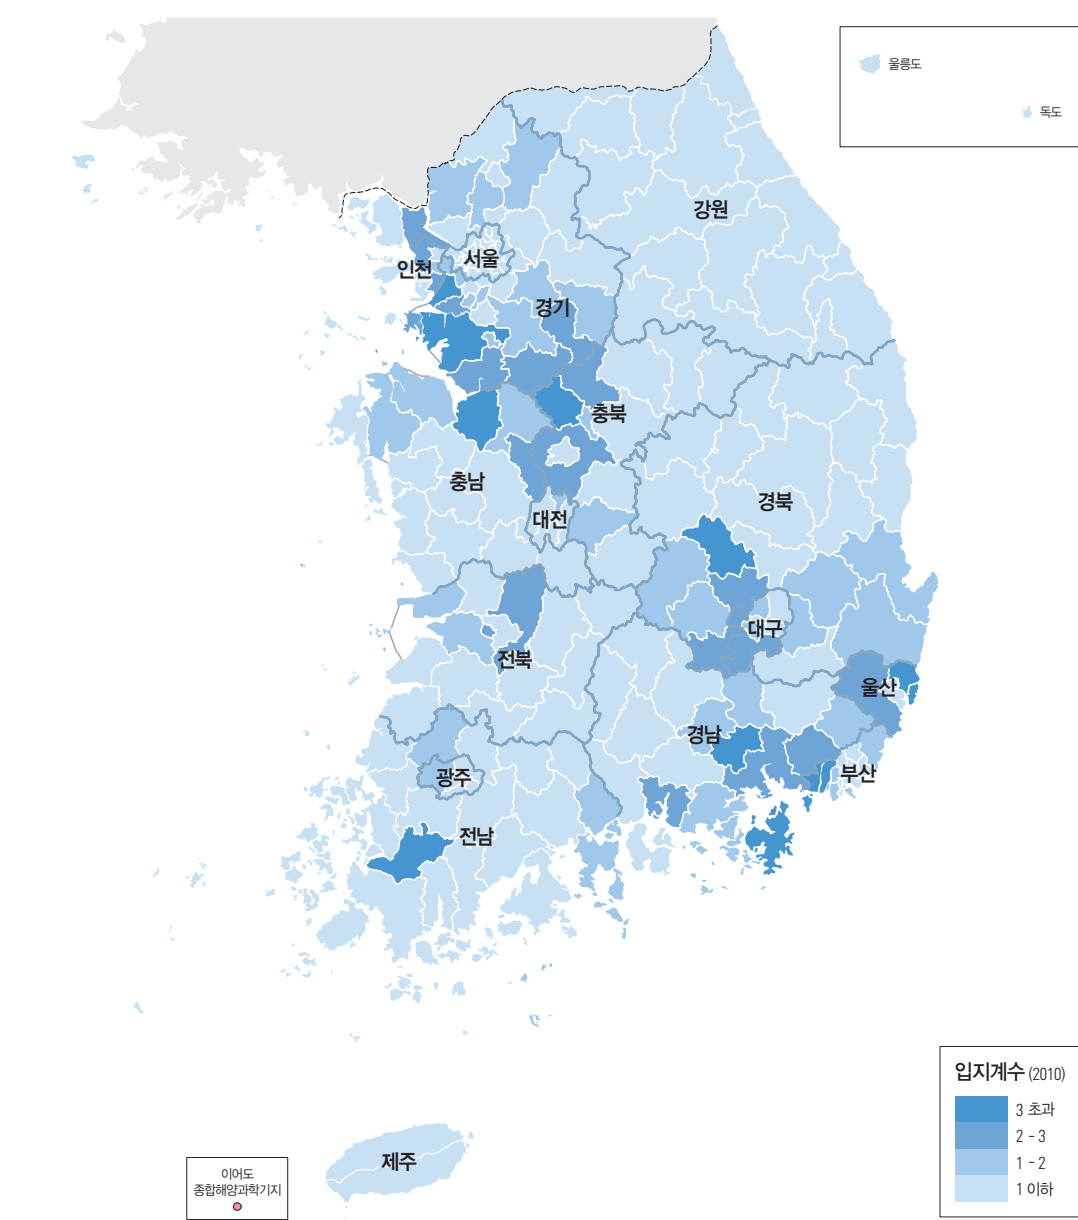 울릉도
독도
강원
서울
인천
경기
충북
충남
경북
대전
대구
전북
울산
경남
부산
광주
전남
입지계수 (2010)
3 초과
2 - 3
1 - 2
1 이하
제주
이어도
종합해양과학기지